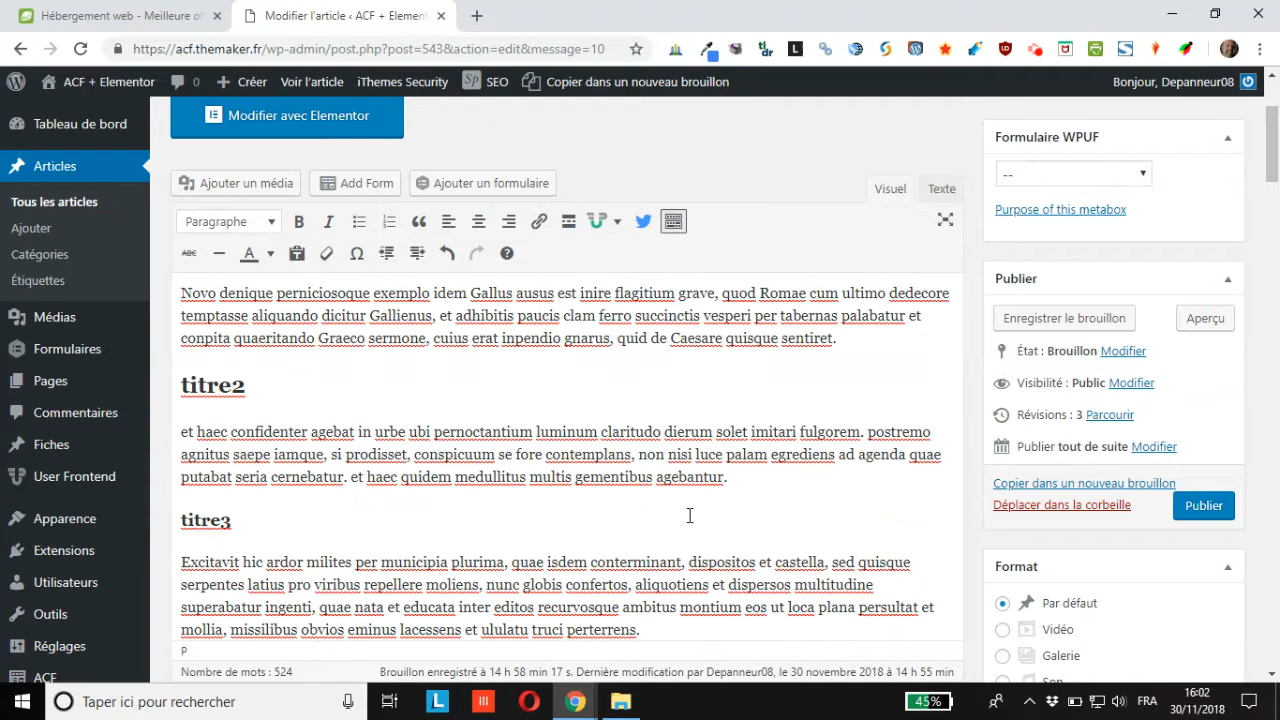 Hébergement web - Meilleure of
Modifier l'article ‹ ACF + Element
https://acf.themaker.fr/wp-admin/post.php?post=543&action=edit&message=10
ACF + Elementor
0
Créer
Voir l'article
iThemes Security
SEO
Copier dans un nouveau brouillon
Bonjour, Depanneur08
Tableau de bord
Articles
Tous les articles
Ajouter
Catégories
Étiquettes
Médias
Formulaires
Pages
Commentaires
Fiches
User Frontend
Apparence
Extensions
Utilisateurs
Outils
Réglages
ACF
Modifier avec Elementor
Ajouter un média
Add Form
Ajouter un formulaire
Visuel
Texte
Paragraphe
Novo denique perniciosoque exemplo idem Gallus ausus est inire flagitium grave, quod Romae cum ultimo dedecore
temptasse aliquando dicitur Gallienus, et adhibitis paucis clam ferro succinctis vesperi per tabernas palabatur et
conpita quaeritando Graeco sermone, cuius erat inpendio gnarus, quid de Caesare quisque sentiret.
titre2
et haec confidenter agebat in urbe ubi pernoctantium luminum claritudo dierum solet imitari fulgorem. postremo
agnitus saepe iamque, si prodisset, conspicuum se fore contemplans, non nisi luce palam egrediens ad agenda quae
putabat seria cernebatur. et haec quidem medullitus multis gementibus agebantur.
titre3
Excitavit hic ardor milites per municipia plurima, quae isdem conterminant, dispositos et castella, sed quisque
serpentes latius pro viribus repellere moliens, nunc globis confertos, aliquotiens et dispersos multitudine
superabatur ingenti, quae nata et educata inter editos recurvosque ambitus montium eos ut loca plana persultat et
mollia, missilibus obvios eminus lacessens et ululatu truci perterrens.
P
Nombre de mots : 524
Brouillon enregistré à 14 h 58 min 17 s. Dernière modification par Depanneur08, le 30 novembre 2018 à 14 h 55 min
Formulaire WPUF
--
Purpose of this metabox
Publier
Enregistrer le brouillon
Aperçu
État : Brouillon Modifier
Visibilité : Public Modifier
Révisions : 3 Parcourir
Publier tout de suite Modifier
Copier dans un nouveau brouillon
Déplacer dans la corbeille
Publier
Format
Par défaut
Vidéo
Galerie
Taper ici pour rechercher
45%
FRA
16:02
30/11/2018